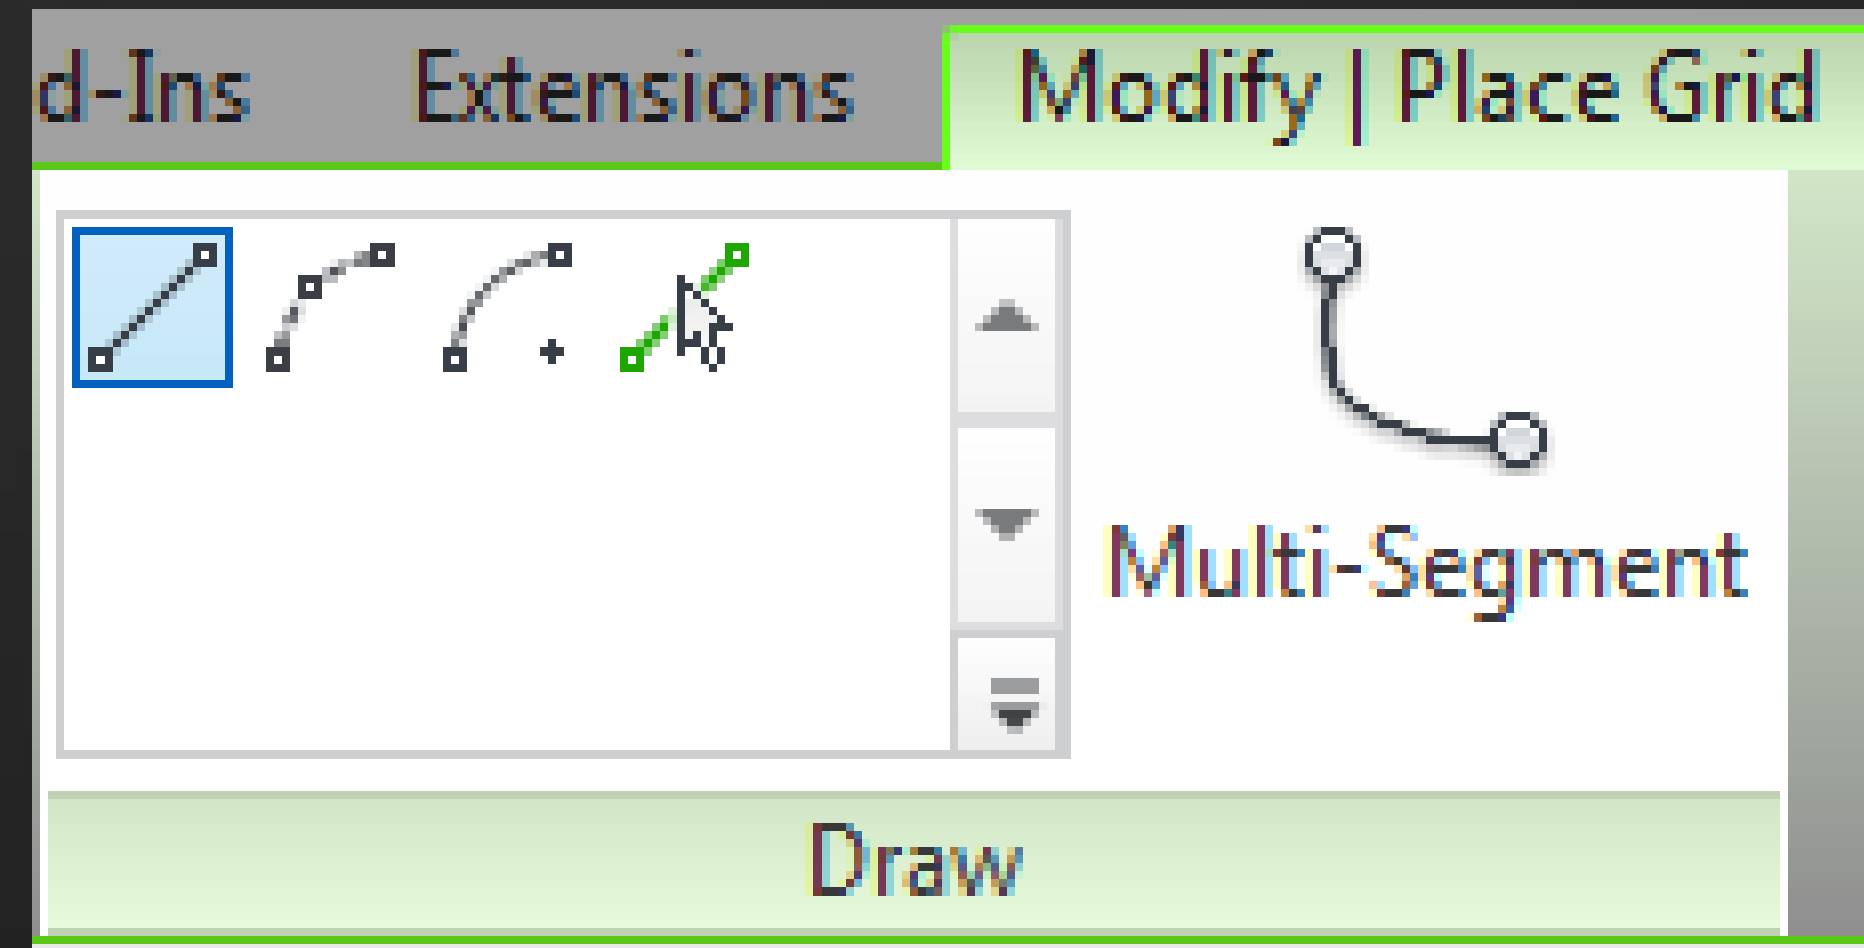 d-Ins Extensions Modify | Place Grid
Multi-Segment
Draw